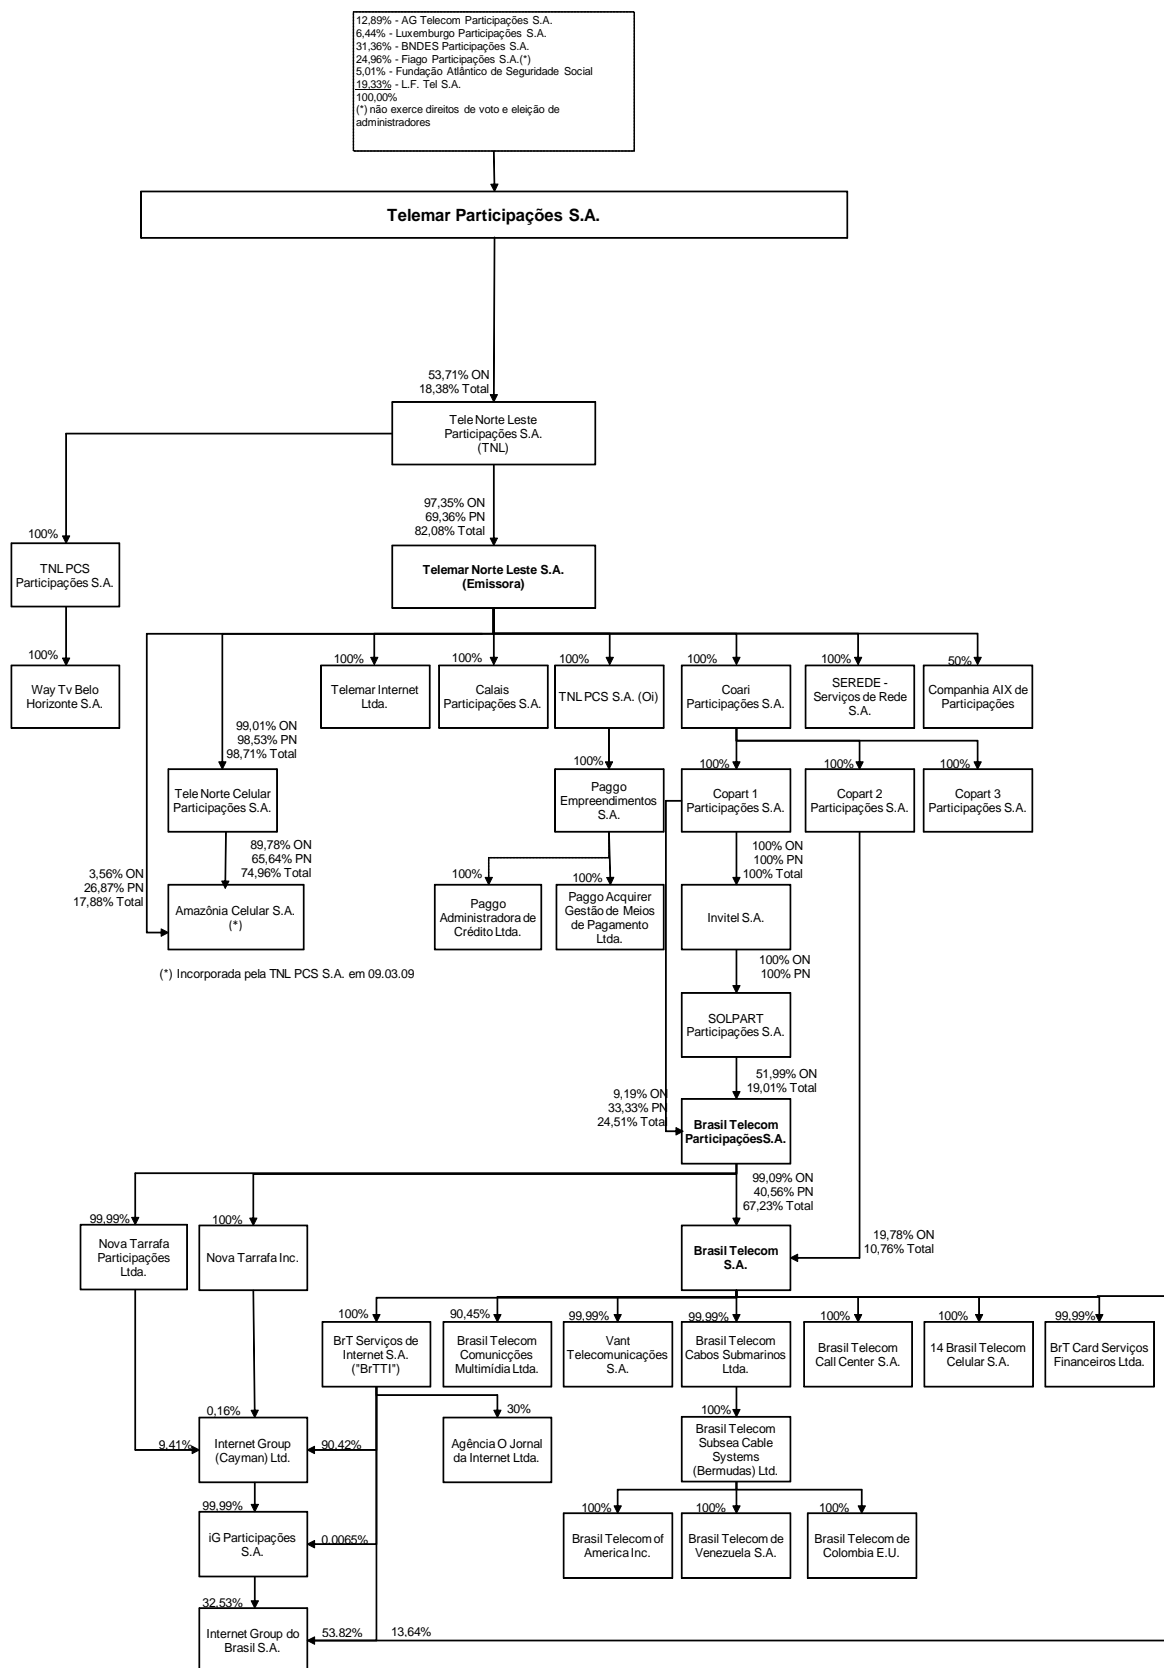 12,89% - AG Telecom Participações S.A.
6,44% - Luxemburgo Participações S.A.
31,36% - BNDES Participações S.A.
24,96% - Fiago Participações S.A.(*)
5,01% - Fundação Atlântico de Seguridade Social
19,33% - L.F. Tel S.A.
100,00%
(*) não exerce direitos de voto e eleição de
administradores
Telemar Participações S.A.
53,71% ON
18,38% Total
Tele Norte Leste
Participações S.A.
(TNL)
97,35% ON
69,36% PN
82,08% Total
100%
TNL PCS
Participações S.A.
Telemar Norte Leste S.A.
(Emissora)
100%
Way Tv Belo
Horizonte S.A.
100%
Telemar Internet
Ltda.
100%
Calais
Participações S.A.
100%
TNL PCS S.A. (Oi)
100%
Coari
Participações S.A.
100%
SEREDE -
Serviços de Rede
S.A.
50%
Companhia AIX de
Participações
99,01% ON
98,53% PN
98,71% Total
Tele Norte Celular
Participações S.A.
100%
Paggo
Empreendimentos
S.A.
100%
Copart 1
Participações S.A.
100%
Copart 2
Participações S.A.
100%
Copart 3
Participações S.A.
89,78% ON
65,64% PN
74,96% Total
3,56% ON
26,87% PN
17,88% Total
Amazônia Celular S.A.
(*)
100%
Paggo
Administradora de
Crédito Ltda.
100%
Paggo Acquirer
Gestão de Meios
de Pagamento
Ltda.
100% ON
100% PN
100% Total
Invitel S.A.
(*) Incorporada pela TNL PCS S.A. em 09.03.09
100% ON
100% PN
SOLPART
Participações S.A.
51,99% ON
19,01% Total
9,19% ON
33,33% PN
24,51% Total
Brasil Telecom
ParticipaçõesS.A.
99,09% ON
40,56% PN
67,23% Total
99,99%
Nova Tarrafa
Participações
Ltda.
100%
Nova Tarrafa Inc.
Brasil Telecom
S.A.
19,78% ON
10,76% Total
100%
BrT Serviços de
Internet S.A.
("BrTTI")
90,45%
Brasil Telecom
Comunicções
Multimídia Ltda.
99,99%
Vant
Telecomunicações
S.A.
99,99%
Brasil Telecom
Cabos Submarinos
Ltda.
100%
Brasil Telecom
Call Center S.A.
100%
14 Brasil Telecom
Celular S.A.
99,99%
BrT Card Serviços
Financeiros Ltda.
0,16%
9,41%
Internet Group
(Cayman) Ltd.
90,42%
30%
Agência O Jornal
da Internet Ltda.
100%
Brasil Telecom
Subsea Cable
Systems
(Bermudas) Ltd.
99,99%
iG Participações
S.A.
0,0065%
100%
Brasil Telecom of
America Inc.
100%
Brasil Telecom de
Venezuela S.A.
100%
Brasil Telecom de
Colombia E.U.
32,53%
Internet Group do
Brasil S.A.
53.82%
13,64%